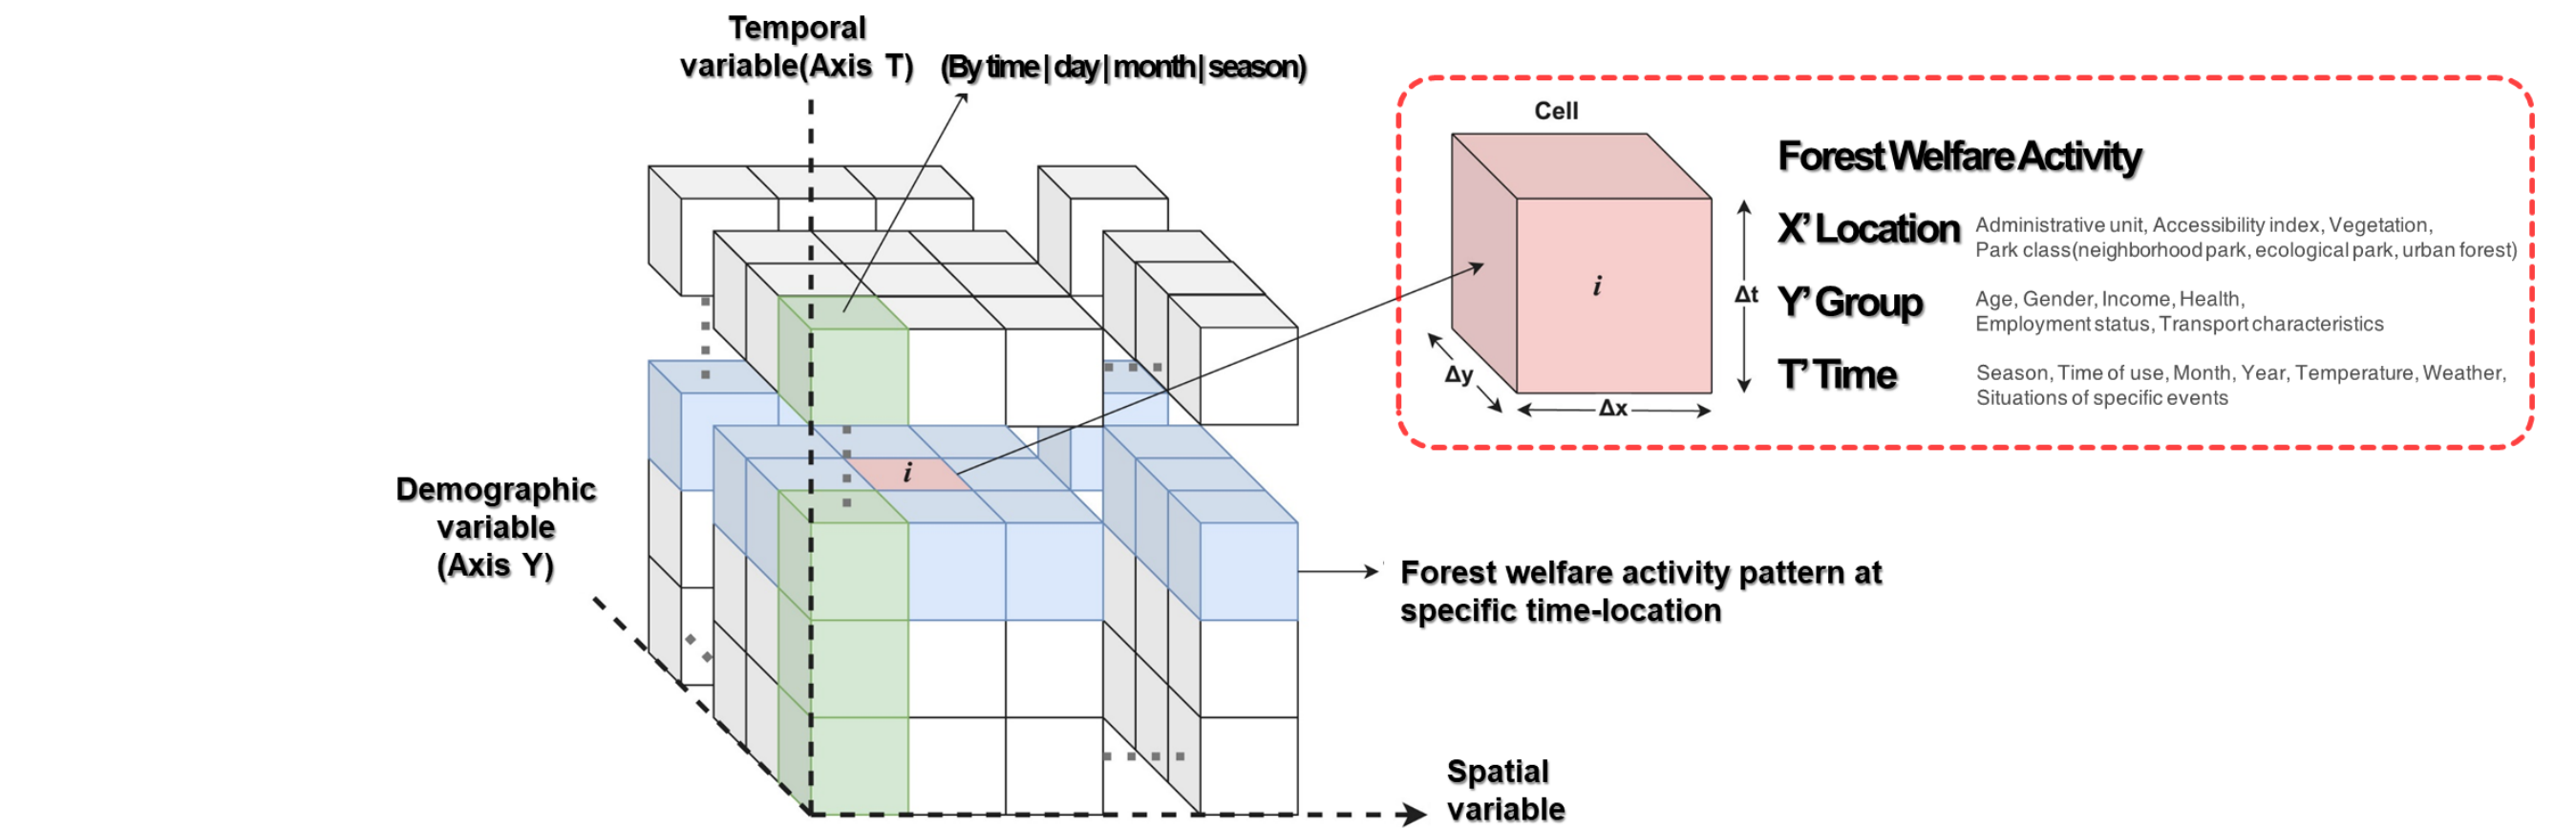 Temporal
variable(Axis T)
(By time|day|month|season)
Cell
Forest Welfare Activity
X' Location
Administrative unit, Accessibility index, Vegetation,
Park class(neighborhood park, ecological park, urban forest)
i
Δt
Y' Group
Age, Gender, Income, Health,
Employment status, Transport characteristics
T' Time
Season, Time of use, Month, Year, Temperature, Weather,
Situations of specific events
Δy
Δx
i
Demographic
variable
(Axis Y)
Forest welfare activity pattern at
specific time-location
Spatial
variable